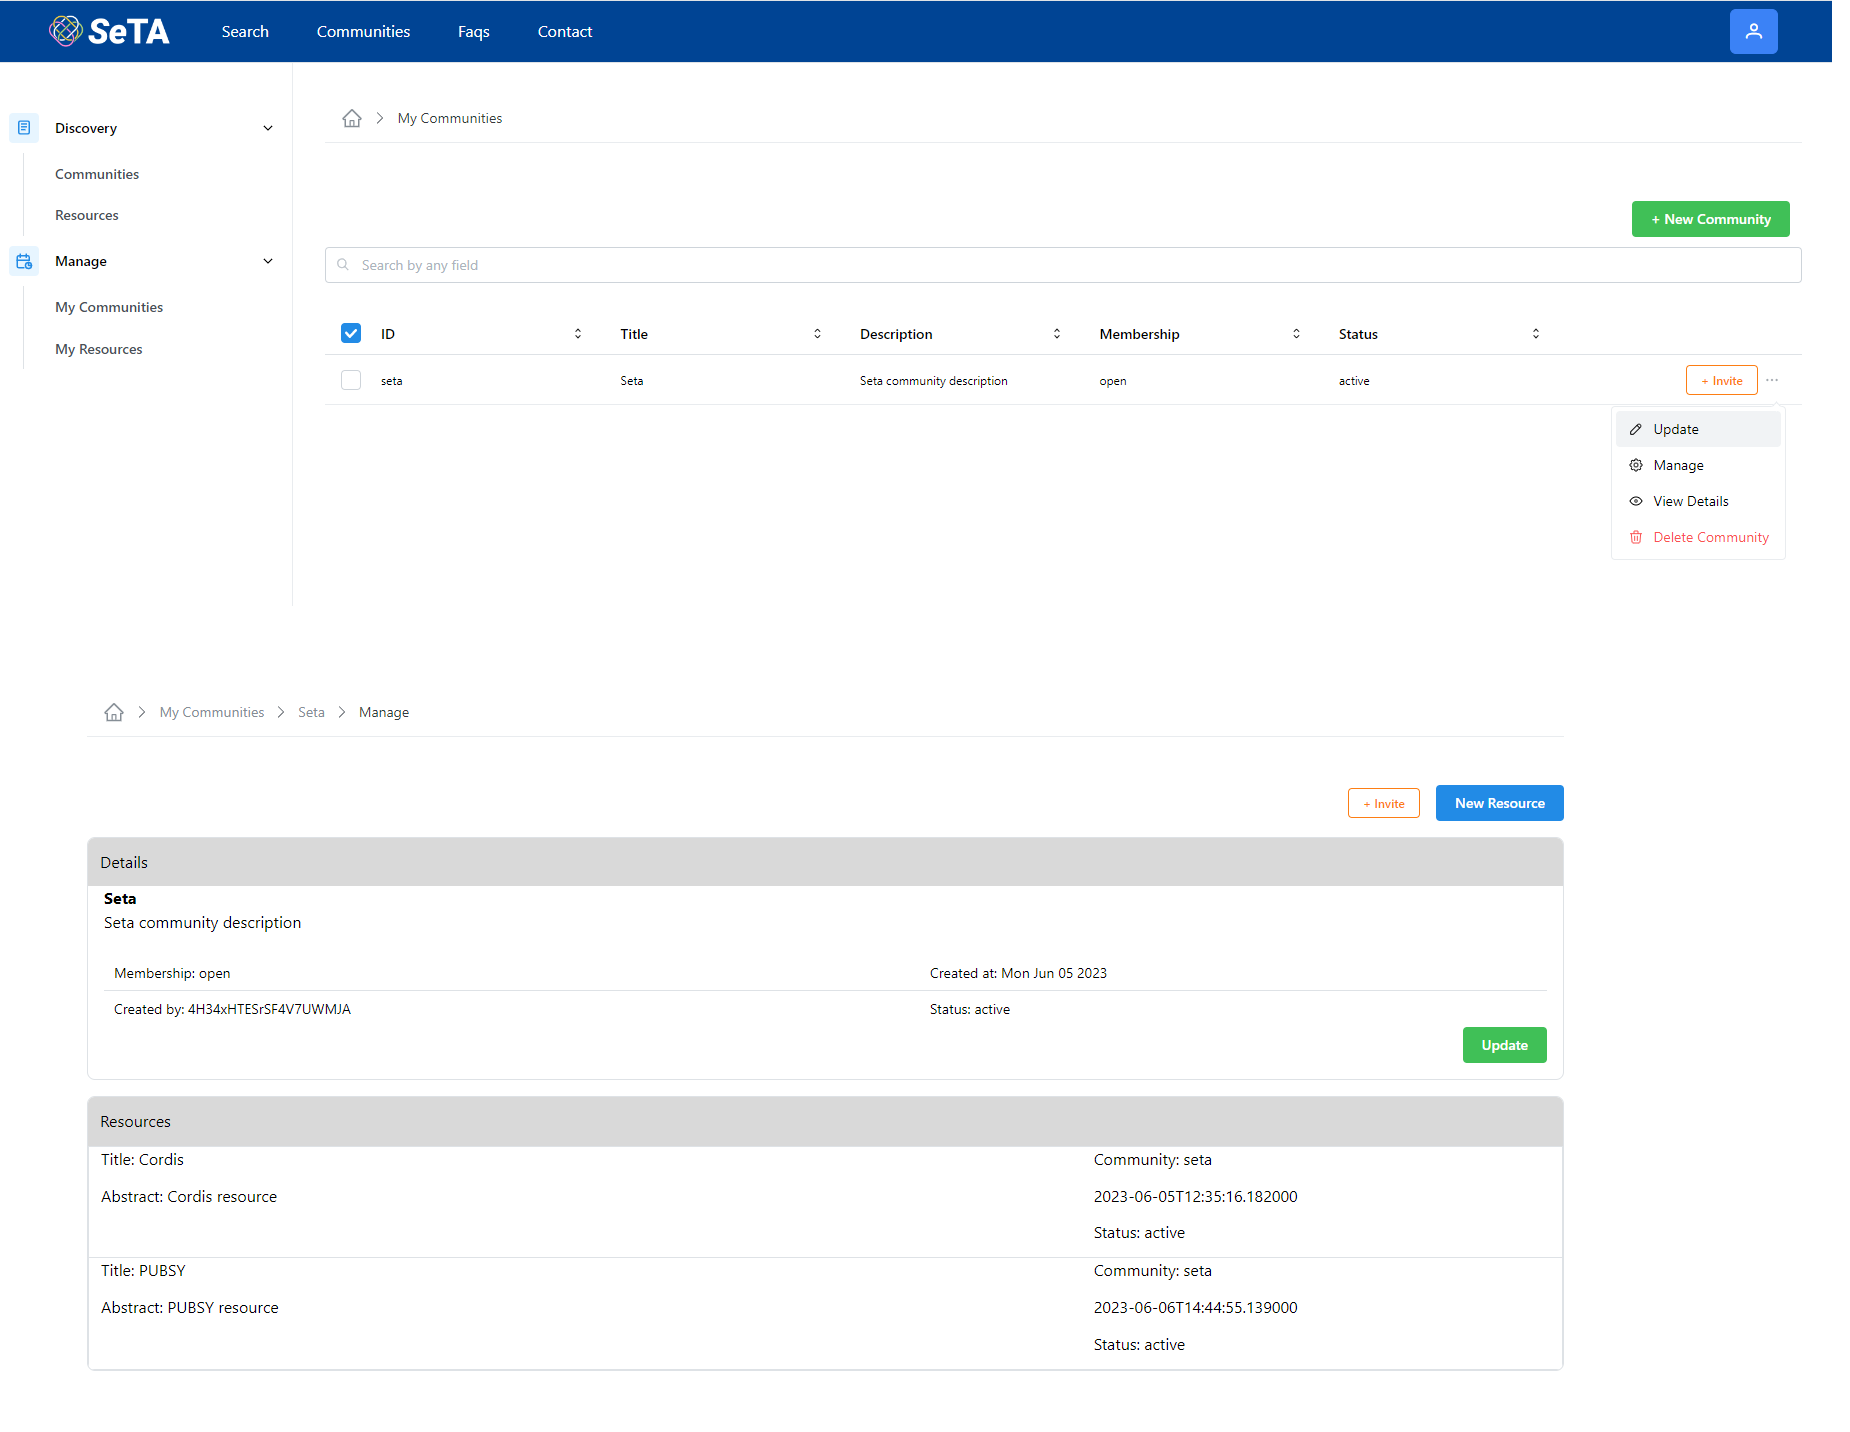 SeTA Search Communities Faqs Contact
Discovery
Communities
Resources
Manage
My Communities
My Resources
My Communities
+ New Community
Search by any field
ID Title Description Membership Status
seta Seta Seta community description open active + Invite ...
Update
Manage
View Details
Delete Community
My Communities Seta Manage
+ Invite New Resource
Details
Seta
Seta community description
Membership: open Created at: Mon Jun 05 2023
Created by: 4H34xHTESrSF4V7UWMJA Status: active
Update
Resources
Title: Cordis Community: seta
Abstract: Cordis resource 2023-06-05T12:35:16.182000
Status: active
Title: PUBSY Community: seta
Abstract: PUBSY resource 2023-06-06T14:44:55.139000
Status: active